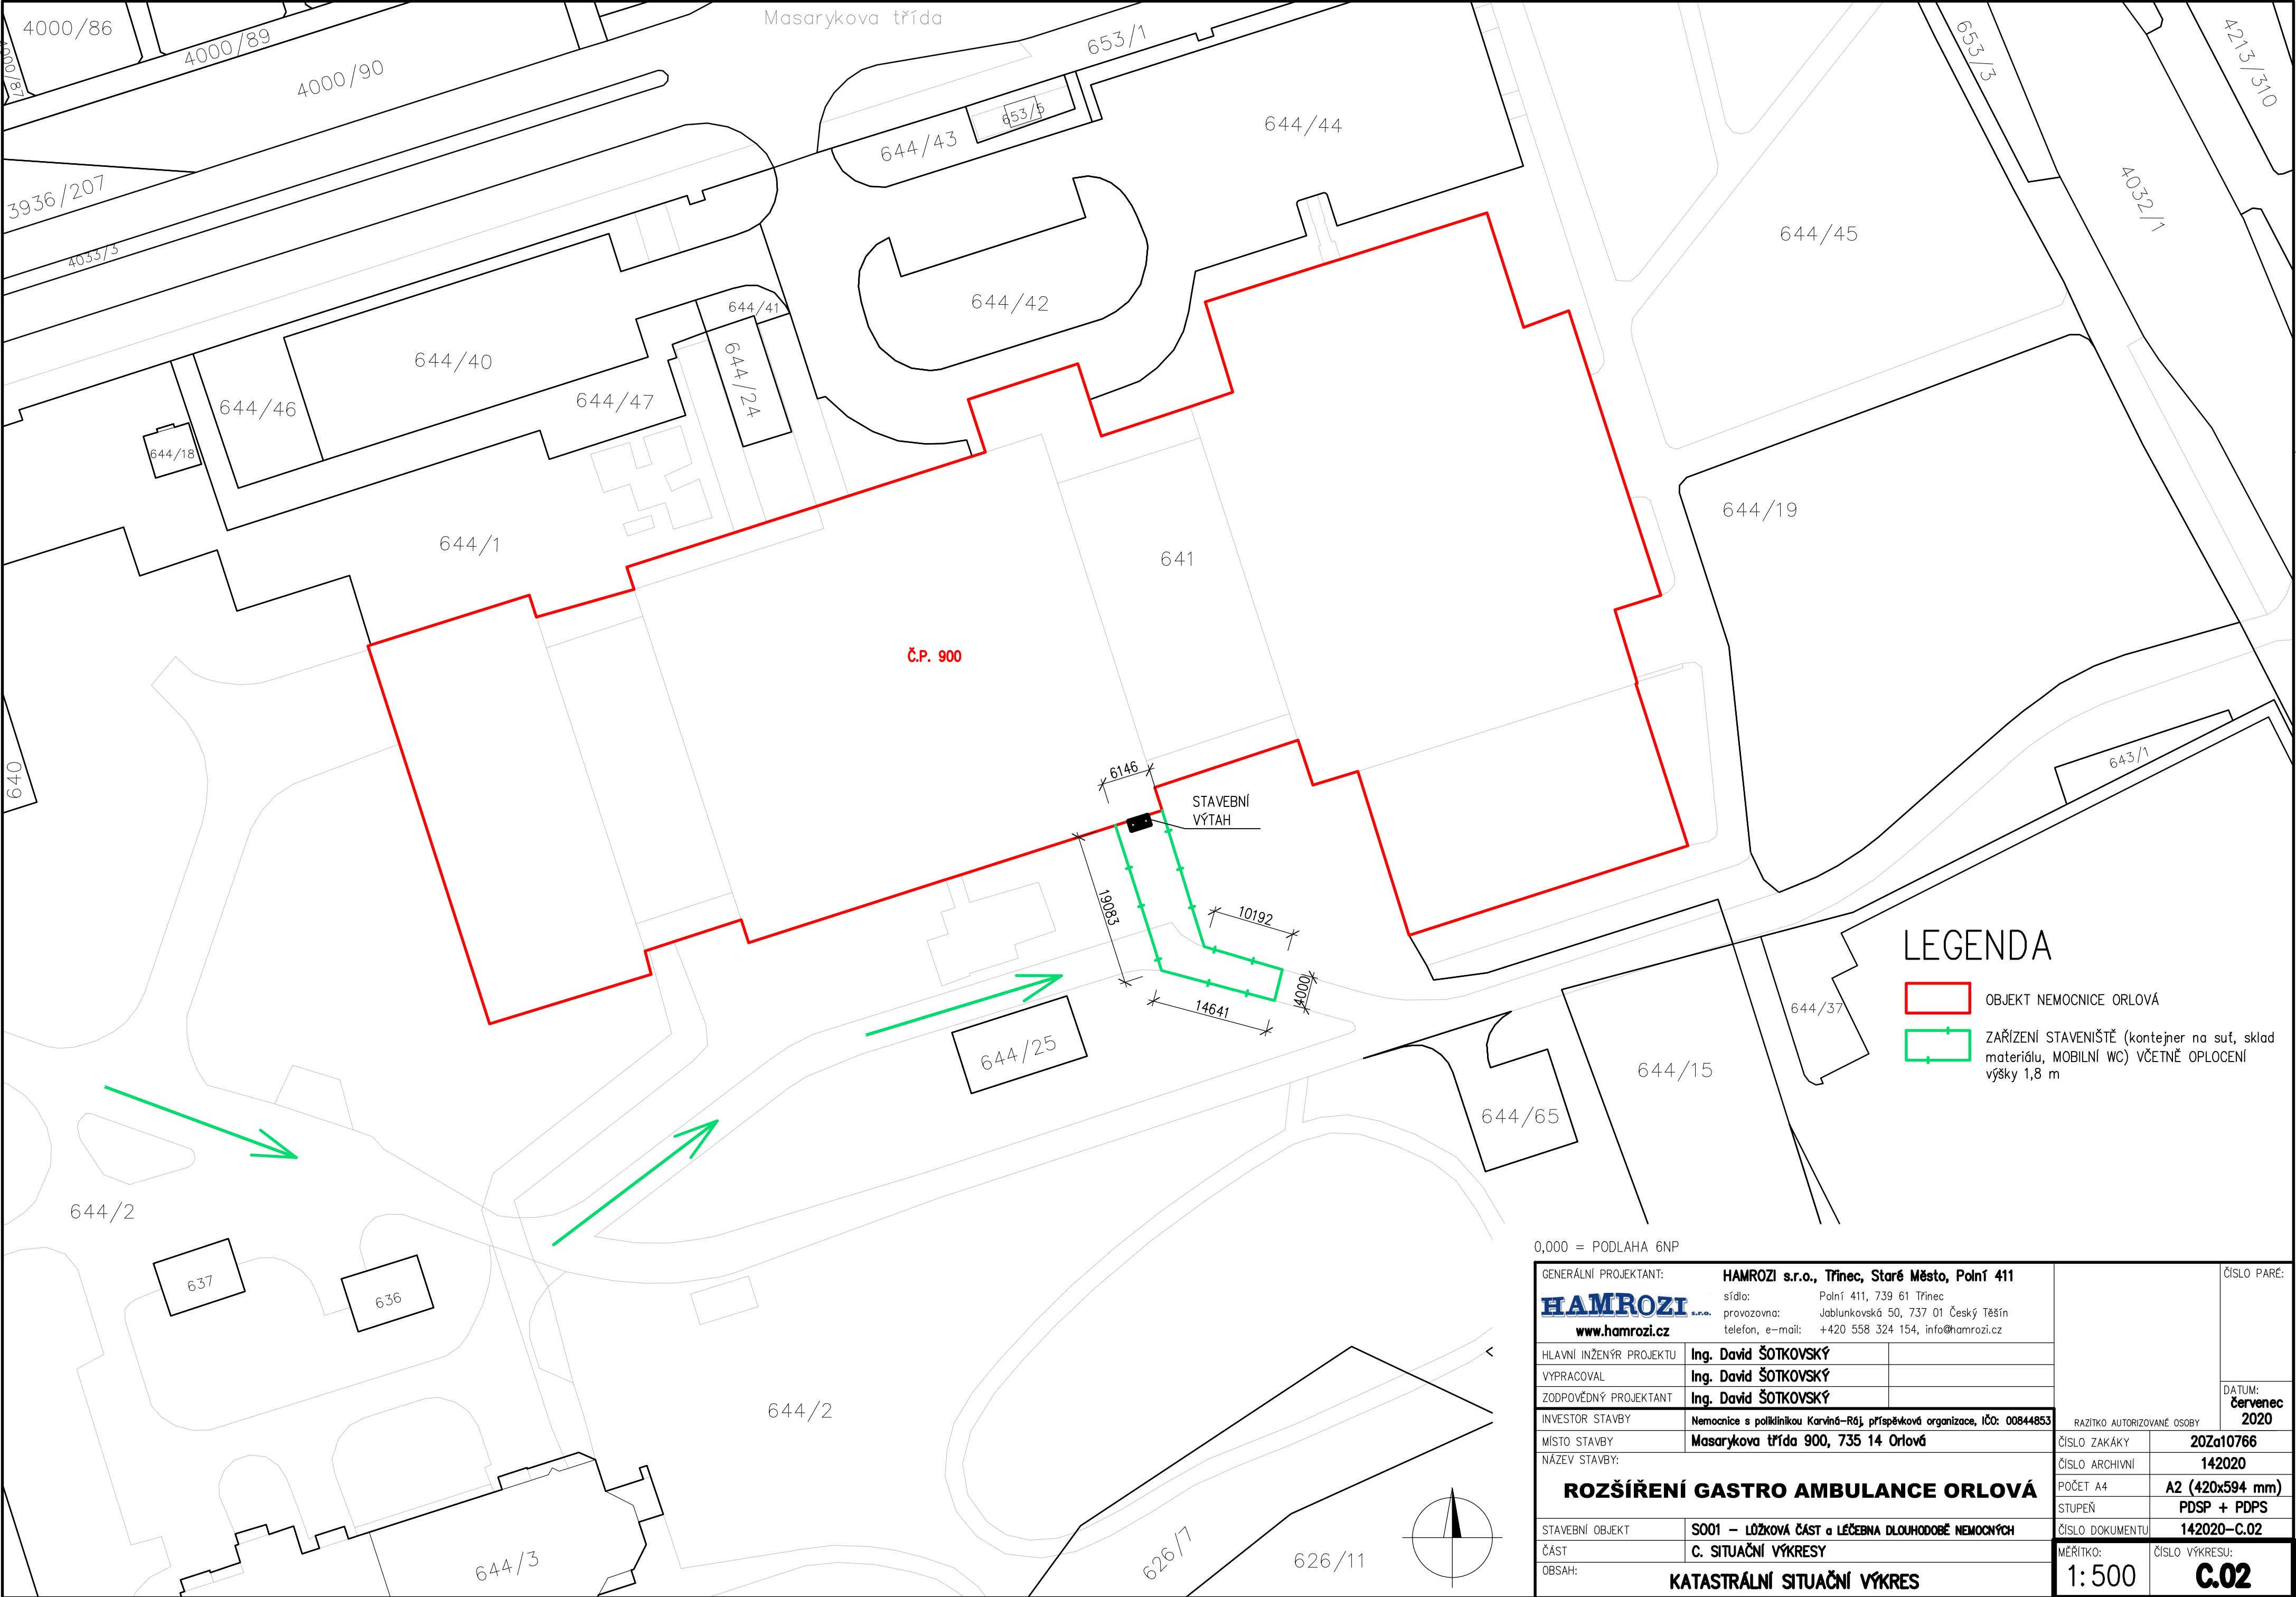 Masarykova třída
4000/86
4000/89
4000/87
4000/90
653/1
653/3
4213/310
653/5
644/43
644/44
3936/207
4033/3
4032/1
644/45
644/42
644/41
644/40
644/24
644/46
644/47
644/18
644/19
644/1
641
Č.P. 900
640
643/1
6146
STAVEBNÍ
VÝTAH
19083
10192
4000
14641
LEGENDA
OBJEKT NEMOCNICE ORLOVÁ
ZAŘÍZENÍ STAVENIŠTĚ (kontejner na suť, sklad
materiálu, MOBILNÍ WC) VČETNĚ OPLOCENÍ
výšky 1,8 m
644/37
644/25
644/15
644/65
644/2
637
636
644/2
644/3
626/7
626/11
0,000 = PODLAHA 6NP
GENERÁLNÍ PROJEKTANT:
HAMROZI s.r.o., Třinec, Staré Město, Polní 411
HAMROZI s.r.o.
www.hamrozi.cz
sídlo: Polní 411, 739 61 Třinec
provozovna: Jablunkovská 50, 737 01 Český Těšín
telefon, e-mail: +420 558 324 154, info@hamrozi.cz
ČÍSLO PARÉ:
HLAVNÍ INŽENÝR PROJEKTU Ing. David ŠOTKOVSKÝ
VYPRACOVAL Ing. David ŠOTKOVSKÝ
ZODPOVĚDNÝ PROJEKTANT Ing. David ŠOTKOVSKÝ
DATUM:
červenec
2020
RAZÍTKO AUTORIZOVANÉ OSOBY
INVESTOR STAVBY Nemocnice s poliklinikou Karviná-Ráj, příspěvková organizace, IČO: 00844853
MÍSTO STAVBY Masarykova třída 900, 735 14 Orlová
NÁZEV STAVBY:
ROZŠÍŘENÍ GASTRO AMBULANCE ORLOVÁ
STAVEBNÍ OBJEKT SO01 - LŮŽKOVÁ ČÁST a LÉČEBNA DLOUHODOBĚ NEMOCNÝCH
ČÁST C. SITUAČNÍ VÝKRESY
OBSAH:
KATASTRÁLNÍ SITUAČNÍ VÝKRES
ČÍSLO ZAKÁKY 20Za10766
ČÍSLO ARCHIVNÍ 142020
POČET A4 A2 (420x594 mm)
STUPEŇ PDSP + PDPS
ČÍSLO DOKUMENTU 142020-C.02
MĚŘÍTKO:
1:500
ČÍSLO VÝKRESU:
C.02